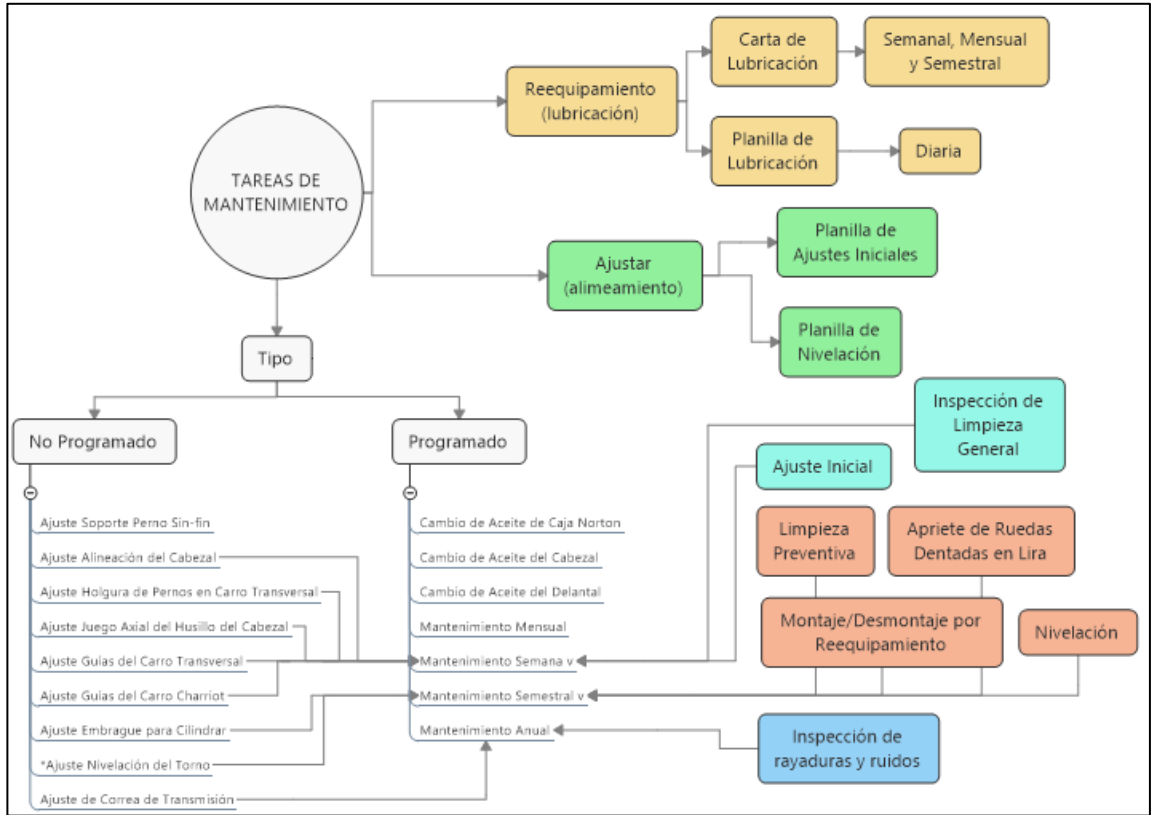 TAREAS DE
MANTENIMIENTO
Reequipamiento
(lubricación)
Carta de
Lubricación
Semanal, Mensual
y Semestral
Planilla de
Lubricación
Diaria
Ajustar
(alimeamiento)
Planilla de
Ajustes Iniciales
Planilla de
Nivelación
Tipo
No Programado
Ajuste Soporte Perno Sin-fin
Ajuste Alineación del Cabezal
Ajuste Holgura de Pernos en Carro Transversal
Ajuste Juego Axial del Husillo del Cabezal
Ajuste Guías del Carro Transversal
Ajuste Guías del Carro Charriot
Ajuste Embrague para Cilindrar
*Ajuste Nivelación del Torno
Ajuste de Correa de Transmisión
Programado
Cambio de Aceite de Caja Norton
Cambio de Aceite del Cabezal
Cambio de Aceite del Delantal
Mantenimiento Mensual
Mantenimiento Semana v
Mantenimiento Semestral v
Mantenimiento Anual
Inspección de
Limpieza
General
Ajuste Inicial
Limpieza
Preventiva
Apriete de Ruedas
Dentadas en Lira
Montaje/Desmontaje por
Reequipamiento
Nivelación
Inspección de
rayaduras y ruidos